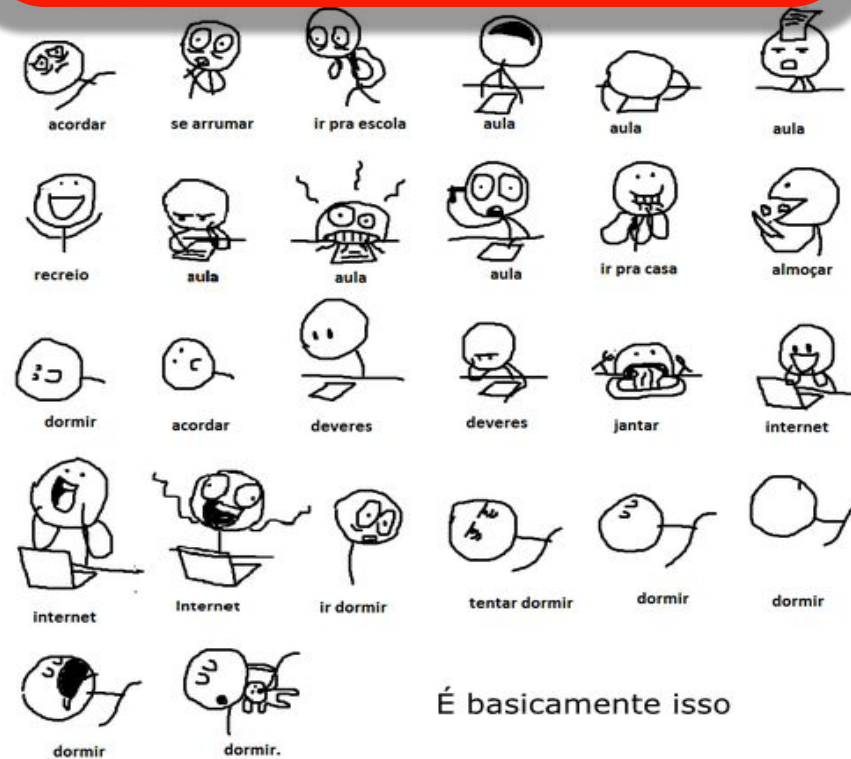 acordar se arrumar ir pra escola aula aula aula
recreio aula aula aula ir pra casa almoçar
dormir acordar deveres deveres jantar internet
internet Internet ir dormir tentar dormir dormir dormir
É basicamente isso
dormir dormir.